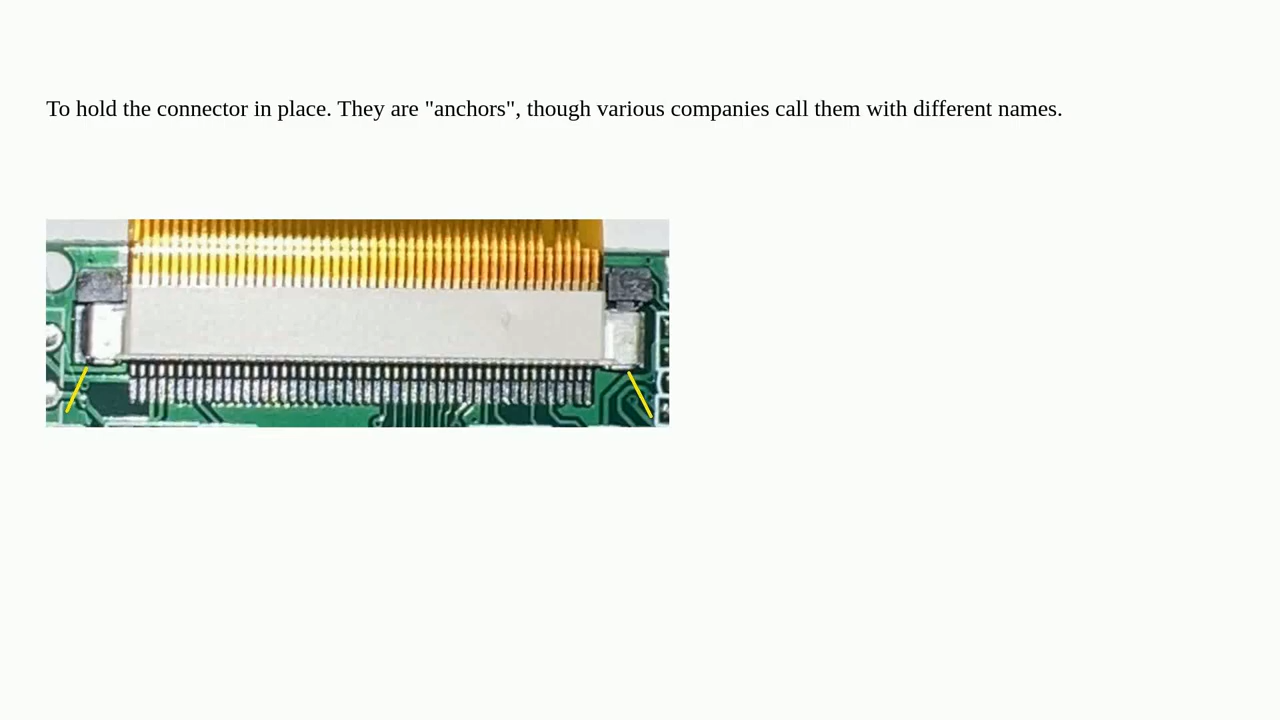 To hold the connector in place. They are "anchors", though various companies call them with different names.